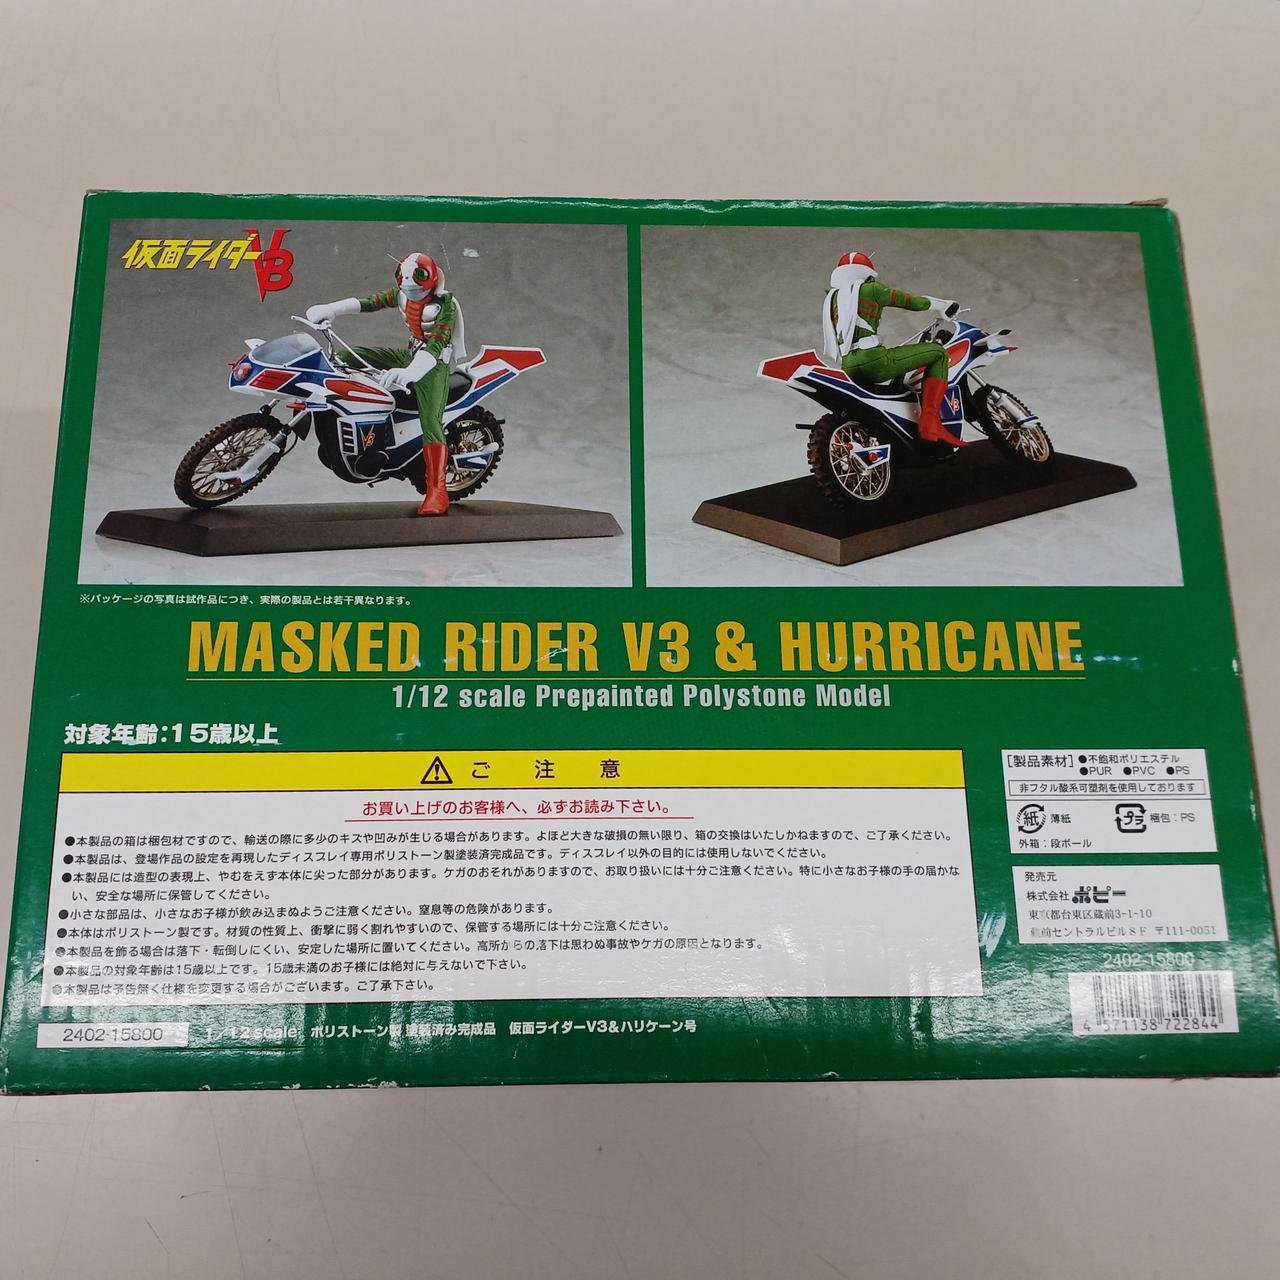 仮面ライダーV3
※パッケージの写真は試作品につき、実際の製品とは若干異なります。
MASKED RIDER V3 & HURRICANE
1/12 scale Prepainted Polystone Model
対象年齢:15歳以上
ご注意
お買い上げのお客様へ、必ずお読み下さい。
●本製品の箱は梱包材ですので、輸送の際に多少のキズや凹みが生じる場合があります。よほど大きな破損の無い限り、箱の交換はいたしかねますので、ご了承ください。
●本製品は、登場作品の設定を再現したディスプレイ専用ポリストーン製塗装済完成品です。ディスプレイ以外の目的には使用しないでください。
●本製品には造型の表現上、やむをえず本体に尖った部分があります。ケガのおそれがありますので、お取り扱いには十分ご注意ください。特に小さなお子様の手の届かな
い、安全な場所に保管してください。
●小さな部品は、小さなお子様が飲み込まぬようご注意ください。窒息等の危険があります。
●本体はポリストーン製です。材質の性質上、衝撃に弱く割れやすいので、保管する場所には十分ご注意ください。
●本製品を飾る場合は落下・転倒しにくい、安定した場所に置いてください。高所からの落下は思わぬ事故やケガの原因となります。
●本製品の対象年齢は15歳以上です。15歳未満のお子様には絶対に与えないで下さい。
●本製品は予告無く仕様を変更する場合がございます。ご了承下さい。
2402-15800
1/12 scale ポリストーン製 塗装済み完成品 仮面ライダーV3&ハリケーン号
[製品素材] ●不飽和ポリエステル
●PUR ●PVC ●PS
非フタル酸系可塑剤を使用しております
紙 薄紙
プラ 梱包:PS
外箱:段ボール
発売元
株式会社ポピー
東京都台東区蔵前3-1-10
蔵前セントラルビル8F 〒111-0051
2402-15800
4 571138 722844
V3
V3